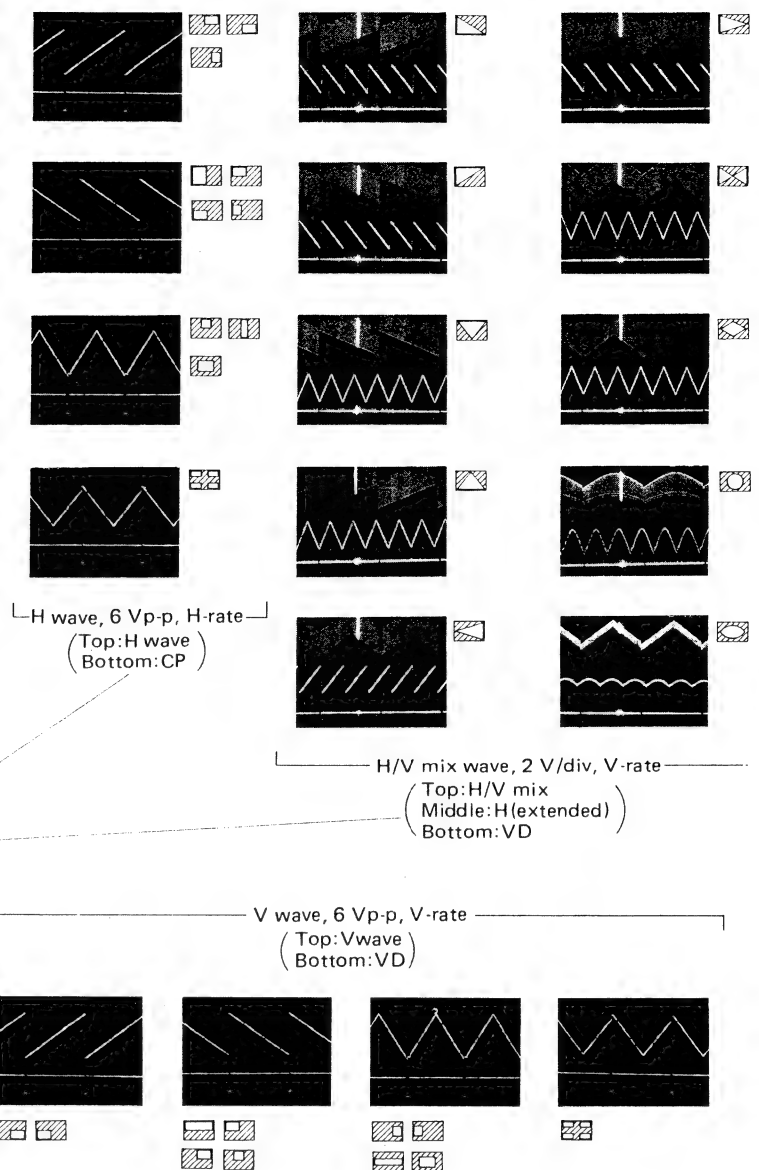 H wave, 6 Vp-p, H-rate
(Top:H wave
Bottom:CP)
H/V mix wave, 2 V/div, V-rate
(Top:H/V mix
Middle:H(extended)
Bottom:VD)
V wave, 6 Vp-p, V-rate
(Top:Vwave
Bottom:VD)